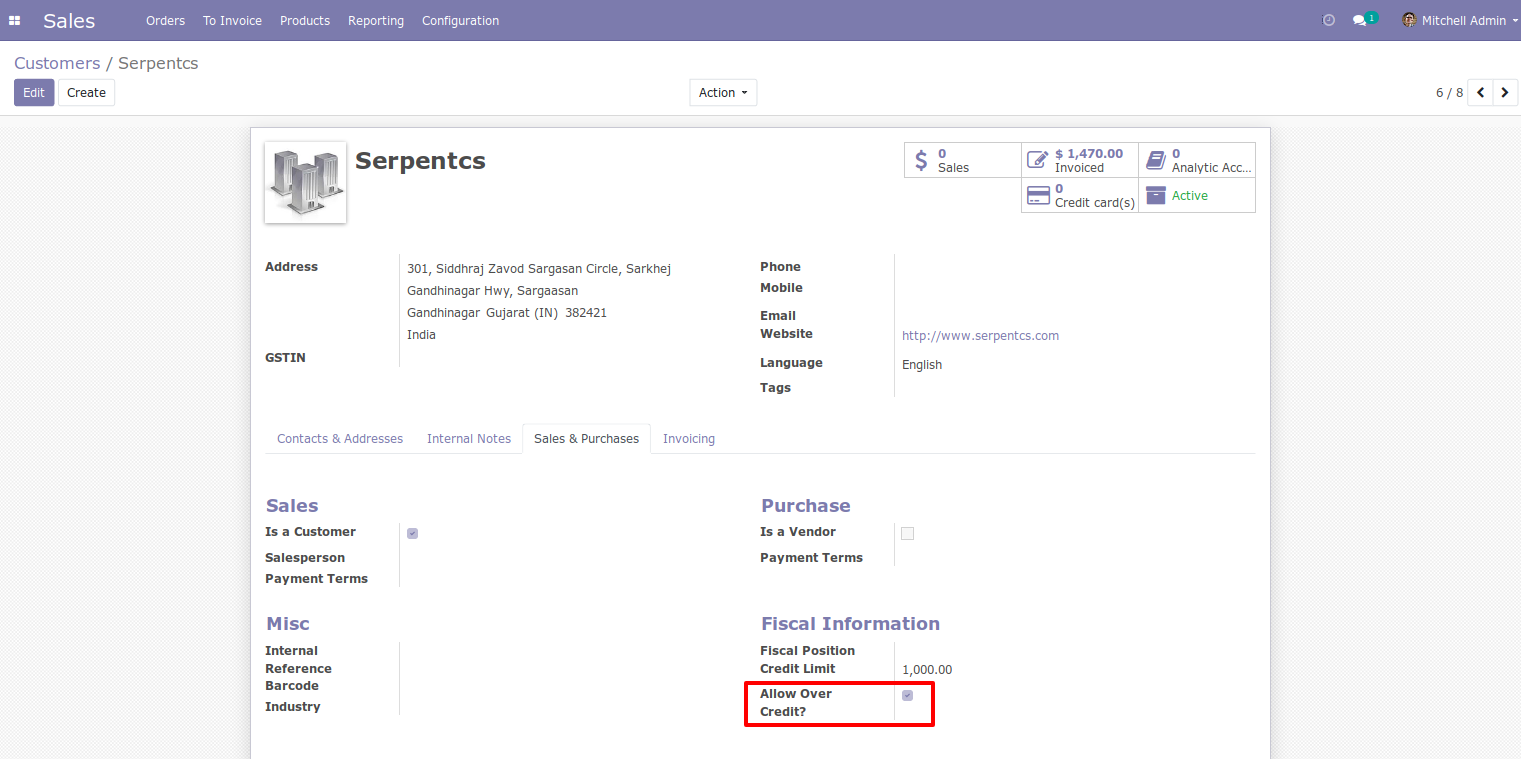 Sales Orders To Invoice Products Reporting Configuration 1 Mitchell Admin
Customers / Serpentcs
Edit Create Action 6 / 8
Serpentcs
0 Sales
$ 1,470.00 Invoiced
0 Analytic Acc...
0 Credit card(s)
Active
Address
301, Siddhraj Zavod Sargasan Circle, Sarkhej
Gandhinagar Hwy, Sargaasan
Gandhinagar Gujarat (IN) 382421
India
GSTIN
Phone
Mobile
Email
Website http://www.serpentcs.com
Language English
Tags
Contacts & Addresses Internal Notes Sales & Purchases Invoicing
Sales
Is a Customer
Salesperson
Payment Terms
Purchase
Is a Vendor
Payment Terms
Misc
Internal
Reference
Barcode
Industry
Fiscal Information
Fiscal Position
Credit Limit 1,000.00
Allow Over
Credit?